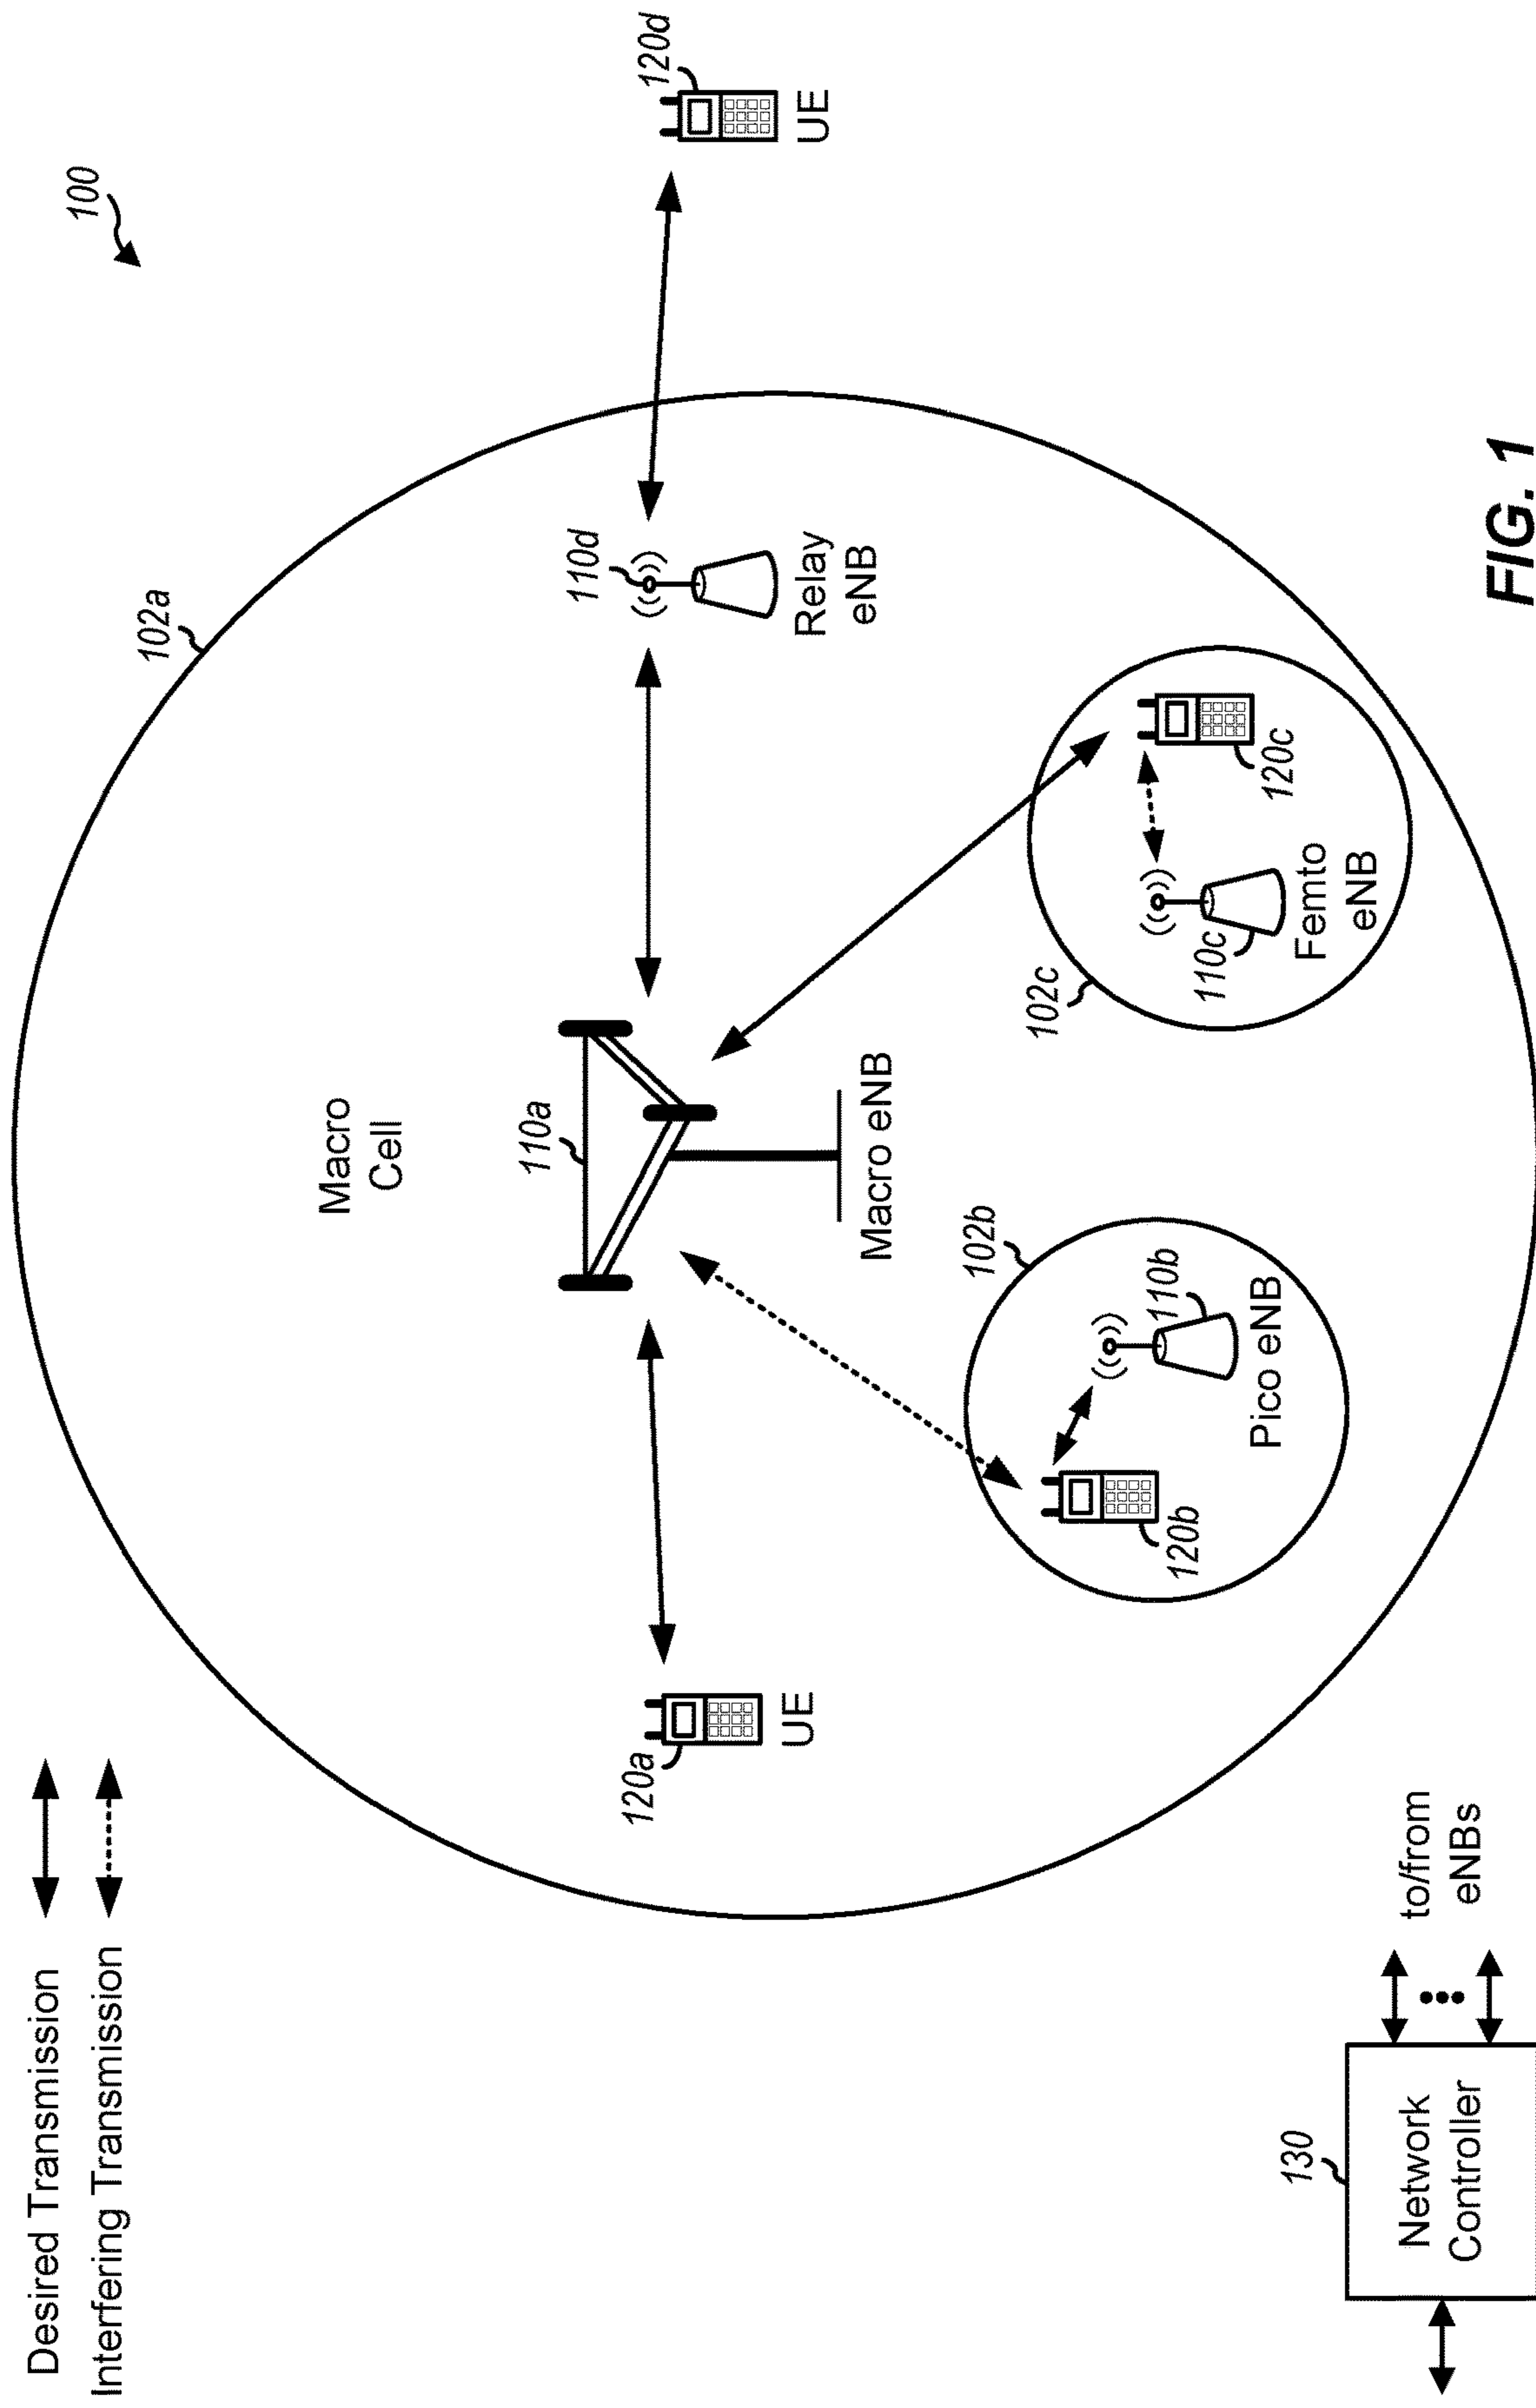 Desired Transmission
Interfering Transmission
100
102a
Macro
Cell
110a
110d
120a
120d
UE
UE
Relay
eNB
Macro eNB
102b
102c
120b
110b
Pico eNB
110c
120c
Femto
eNB
130
Network
Controller
to/from
eNBs
FIG. 1